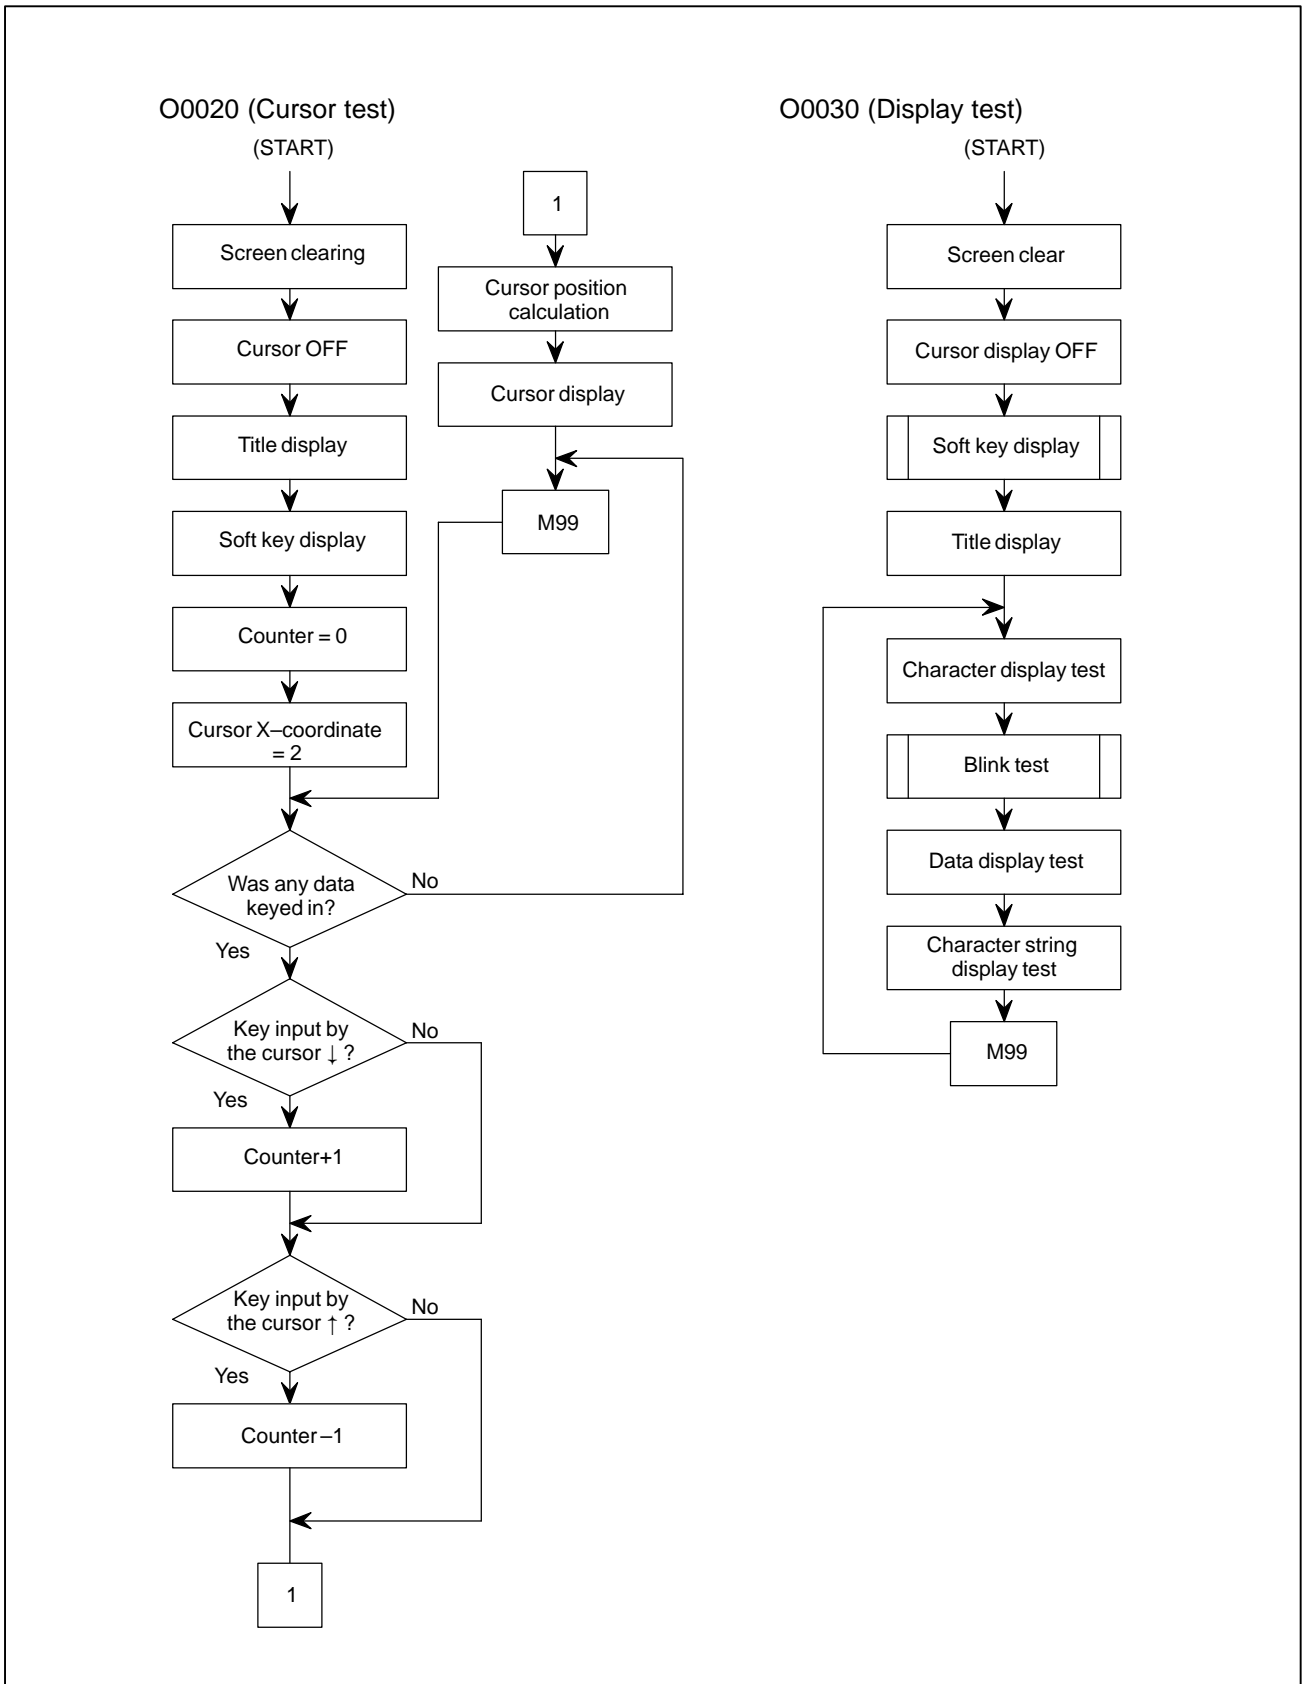 O0020 (Cursor test)
(START)
Screen clearing
Cursor OFF
Title display
Soft key display
Counter = 0
Cursor X–coordinate
= 2
Was any data
keyed in?
No
Yes
Key input by
the cursor ↓ ?
No
Yes
Counter+1
Key input by
the cursor ↑ ?
No
Yes
Counter–1
1
1
Cursor position
calculation
Cursor display
M99
O0030 (Display test)
(START)
Screen clear
Cursor display OFF
Soft key display
Title display
Character display test
Blink test
Data display test
Character string
display test
M99